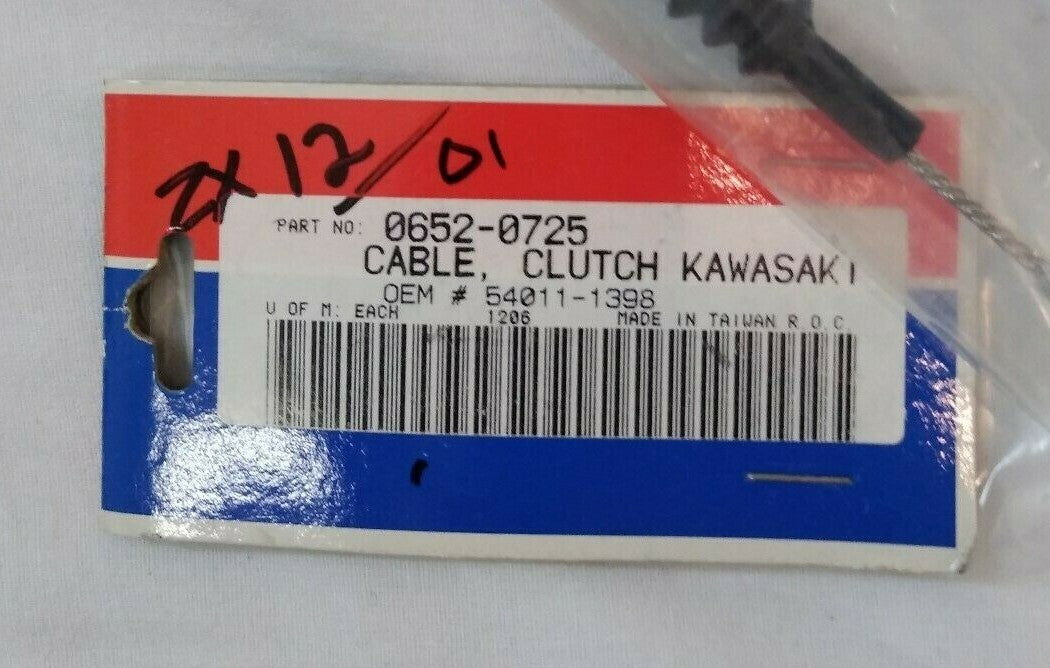 ZX 12/01
PART NO: 0652-0725
CABLE, CLUTCH KAWASAKI
OEM # 54011-1398
U OF M: EACH 1206 MADE IN TAIWAN R.O.C